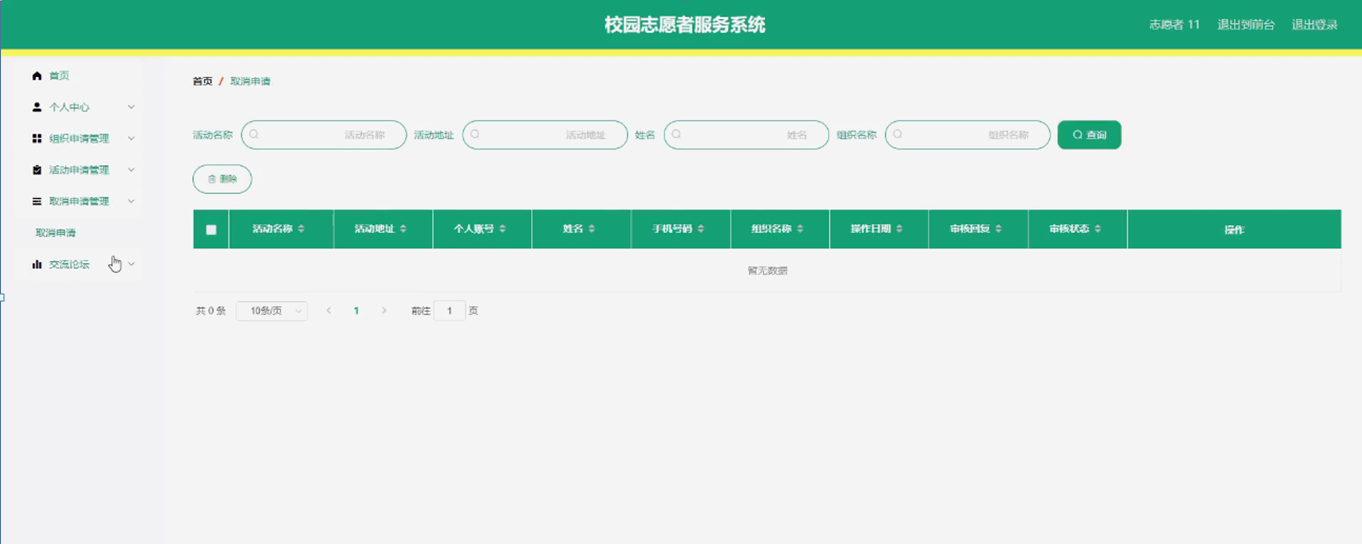 校园志愿者服务系统
志愿者 11 退出到前台 退出登录
首页
个人中心
组织申请管理
活动申请管理
取消申请管理
取消申请
交流论坛
首页 / 取消申请
活动名称 活动名称 活动地址 活动地址 姓名 姓名 组织名称 组织名称 查询
删除
活动名称 活动地址 个人账号 姓名 手机号码 组织名称 操作日期 审核回复 审核状态 操作
暂无数据
共 0 条 10条/页 1 前往 1 页